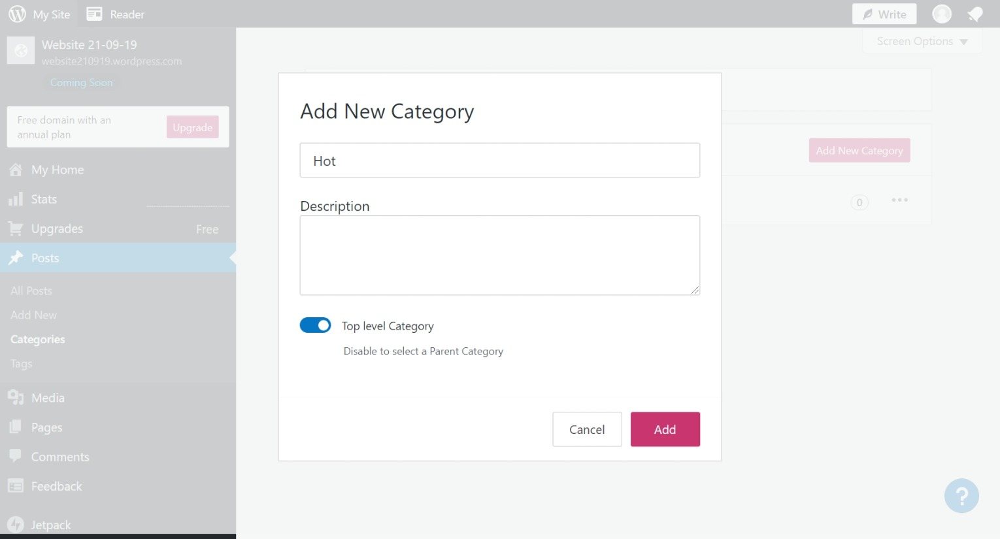 My Site
Reader
Write
Website 21-09-19
website210919.wordpress.com
Coming Soon
Free domain with an
annual plan
Upgrade
My Home
Stats
Upgrades
Free
Posts
All Posts
Add New
Categories
Tags
Media
Pages
Comments
Feedback
Jetpack
Screen Options
Add New Category
0
Add New Category
Hot
Description
Top level Category
Disable to select a Parent Category
Cancel
Add
?